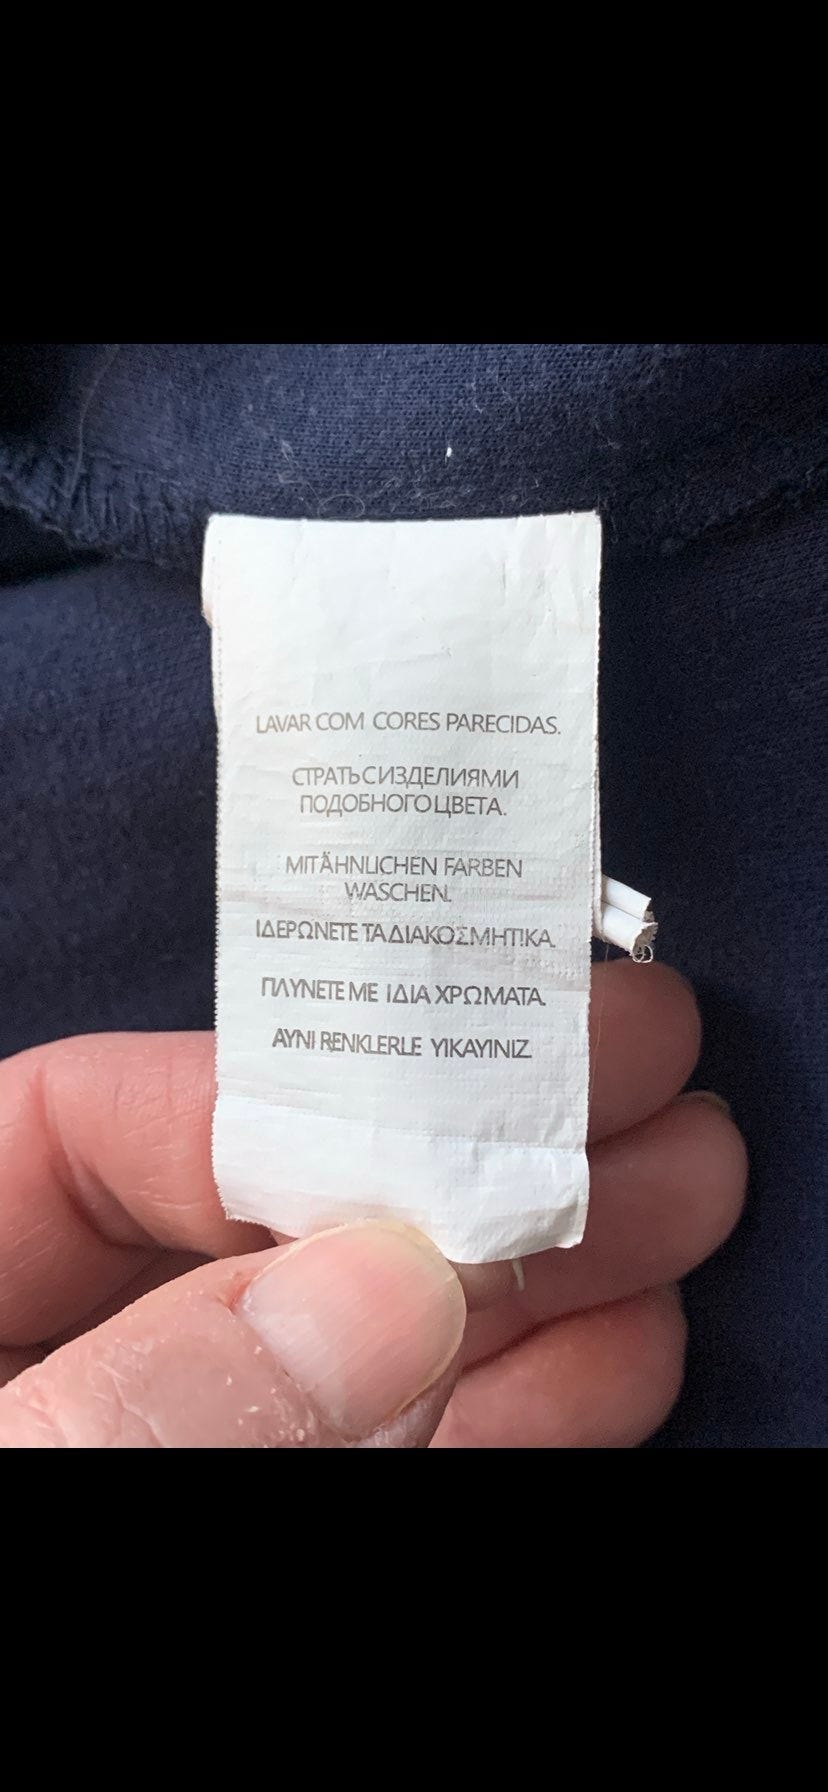 LAVAR COM CORES PARECIDAS.
СТРАТЬ С ИЗДЕЛИЯМИ
ПОДОБНОГО ЦВЕТА.
MIT ÄHNLICHEN FARBEN
WASCHEN.
ΙΔΕΡΩΝΕΤΕ ΤΑ ΔΙΑΚΟΣΜΗΤΙΚΑ.
ΠΛΥΝΕΤΕ ΜΕ ΙΔΙΑ ΧΡΩΜΑΤΑ.
AYNI RENKLERLE YIKAYINIZ.